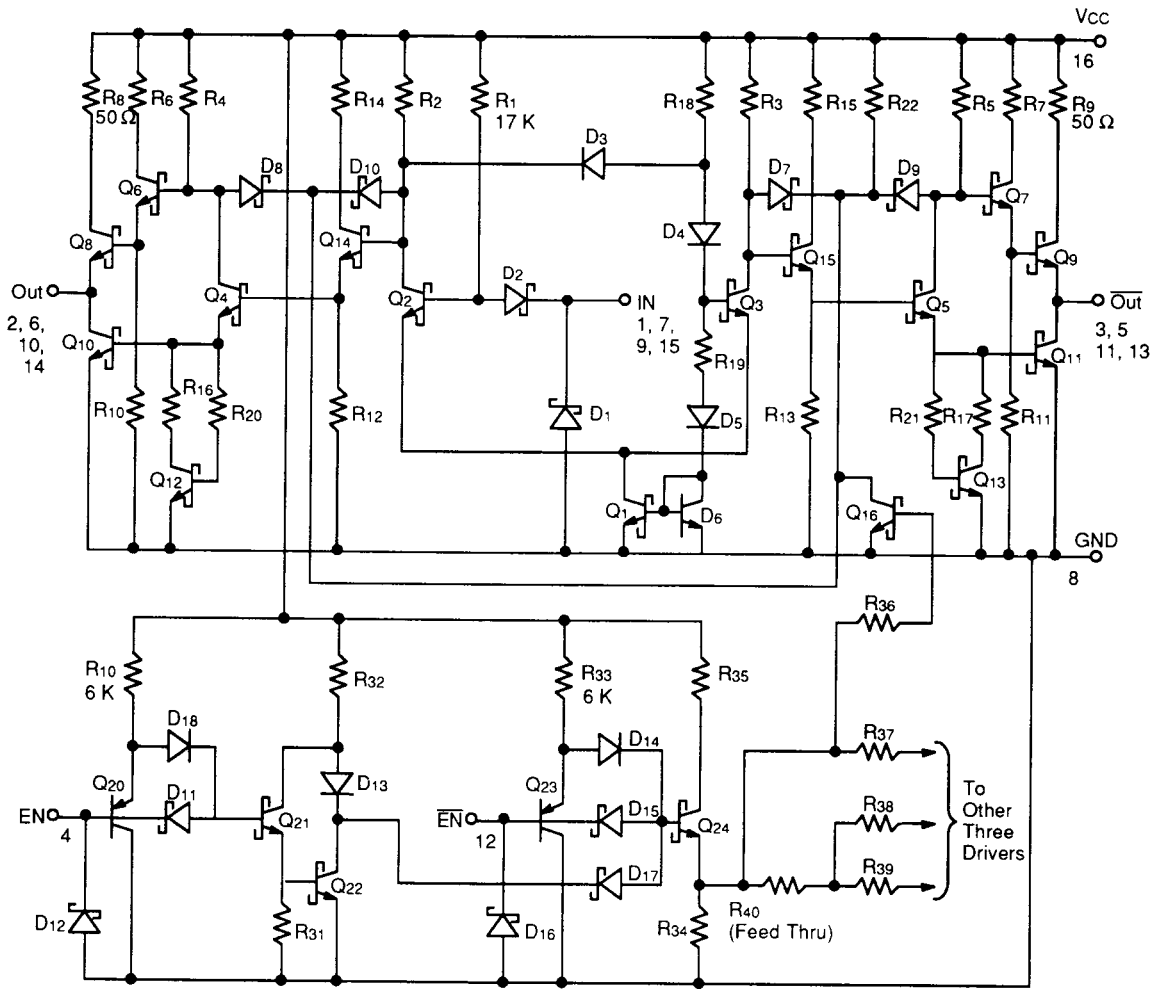 VCC
16
R8
50 Ω
R6
R4
R14
R2
R1
17 K
R18
R3
R15
R22
R5
R7
R9
50 Ω
D3
D8
D10
D7
D9
Q6
Q7
Q8
Q14
D4
Q15
Q9
Out
2, 6,
10,
14
Q4
Q2
D2
IN
1, 7,
9, 15
Q3
Q5
Out
3, 5
11, 13
Q10
Q11
R19
R16
R10
R20
R12
D1
D5
R13
R21
R17
R11
Q12
Q13
Q1
D6
Q16
GND
8
R36
R10
6 K
R32
R33
6 K
R35
D18
D14
R37
Q20
D11
D13
Q23
D15
R38
To
Other
Three
Drivers
EN
4
Q21
EN
12
Q24
D17
R39
Q22
D12
R31
D16
R34
R40
(Feed Thru)